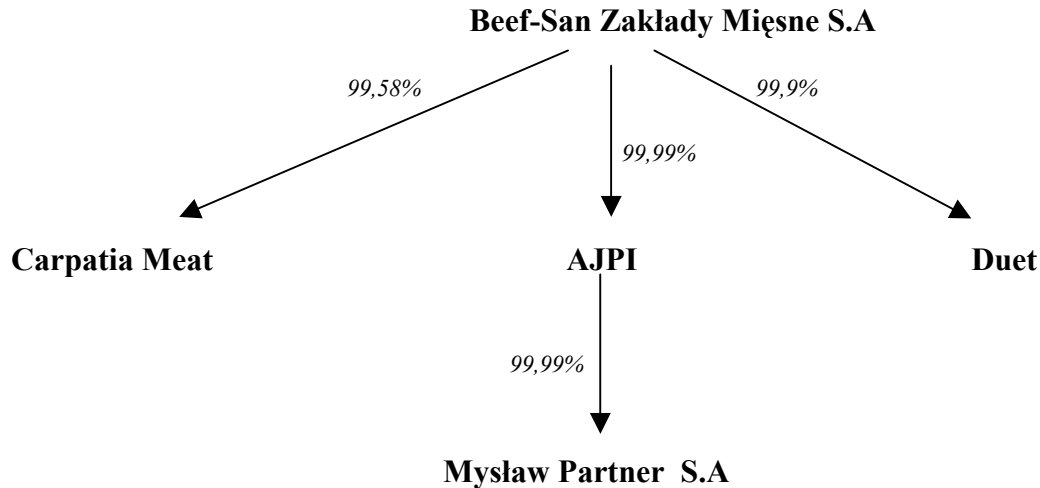 Beef-San Zakłady Mięsne S.A
99,58%
99,9%
99,99%
Carpatia Meat
AJPI
Duet
99,99%
Mysław Partner S.A